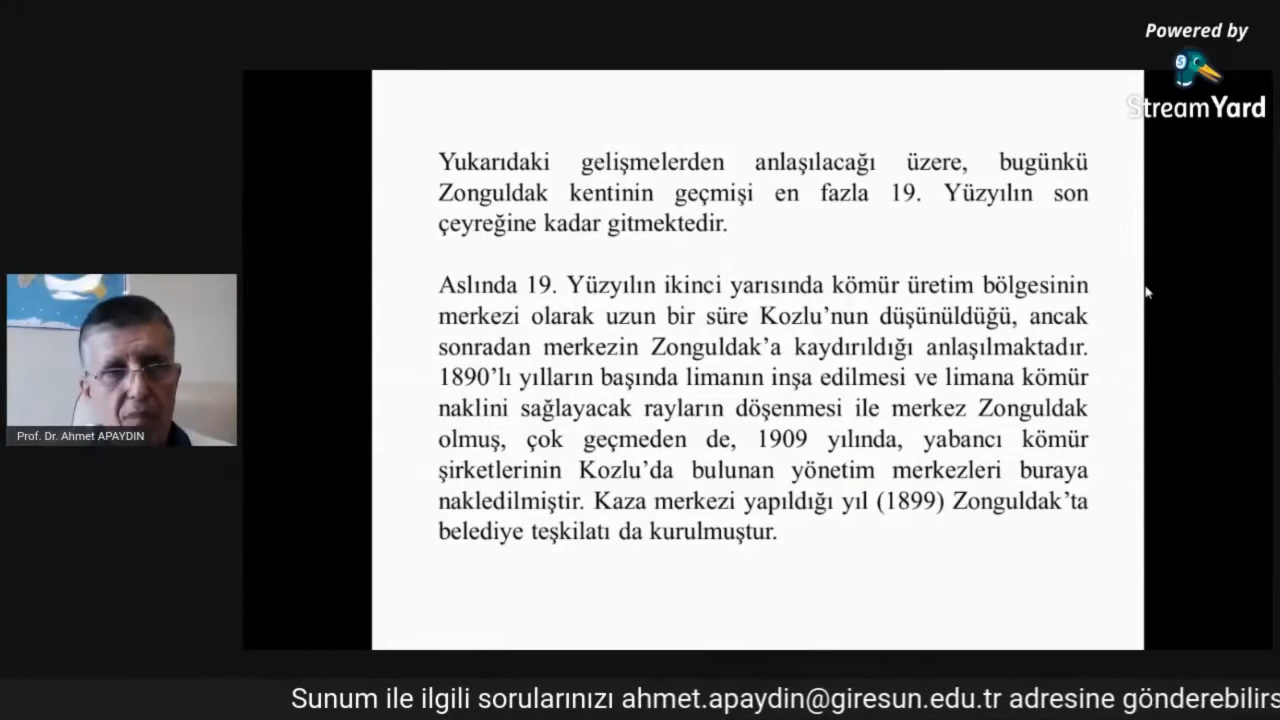 Powered by
StreamYard
Yukarıdaki gelişmelerden anlaşılacağı üzere, bugünkü
Zonguldak kentinin geçmişi en fazla 19. Yüzyılın son
çeyreğine kadar gitmektedir.
Aslında 19. Yüzyılın ikinci yarısında kömür üretim bölgesinin
merkezi olarak uzun bir süre Kozlu’nun düşünüldüğü, ancak
sonradan merkezin Zonguldak’a kaydırıldığı anlaşılmaktadır.
1890’lı yılların başında limanın inşa edilmesi ve limana kömür
naklini sağlayacak rayların döşenmesi ile merkez Zonguldak
olmuş, çok geçmeden de, 1909 yılında, yabancı kömür
şirketlerinin Kozlu’da bulunan yönetim merkezleri buraya
nakledilmiştir. Kaza merkezi yapıldığı yıl (1899) Zonguldak’ta
belediye teşkilatı da kurulmuştur.
Prof. Dr. Ahmet APAYDIN
Sunum ile ilgili sorularınızı ahmet.apaydin@giresun.edu.tr adresine gönderebilirs